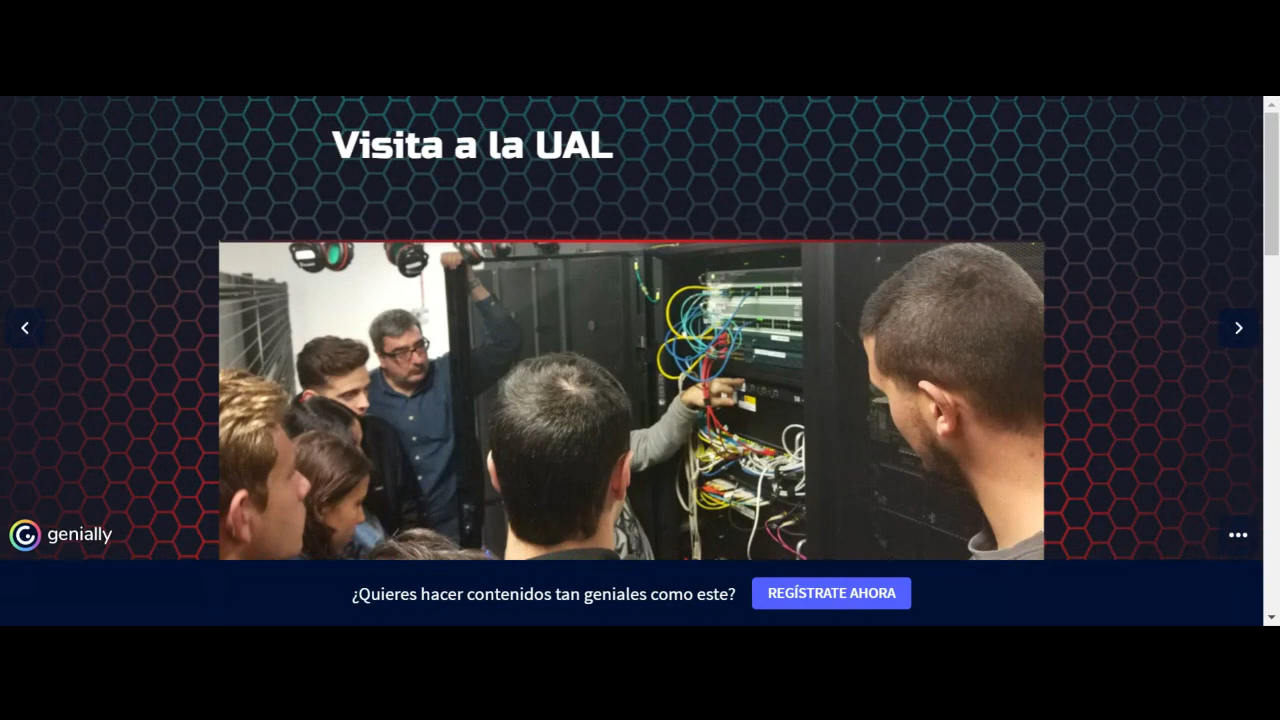 Visita a la UAL
genially
¿Quieres hacer contenidos tan geniales como este?
REGÍSTRATE AHORA